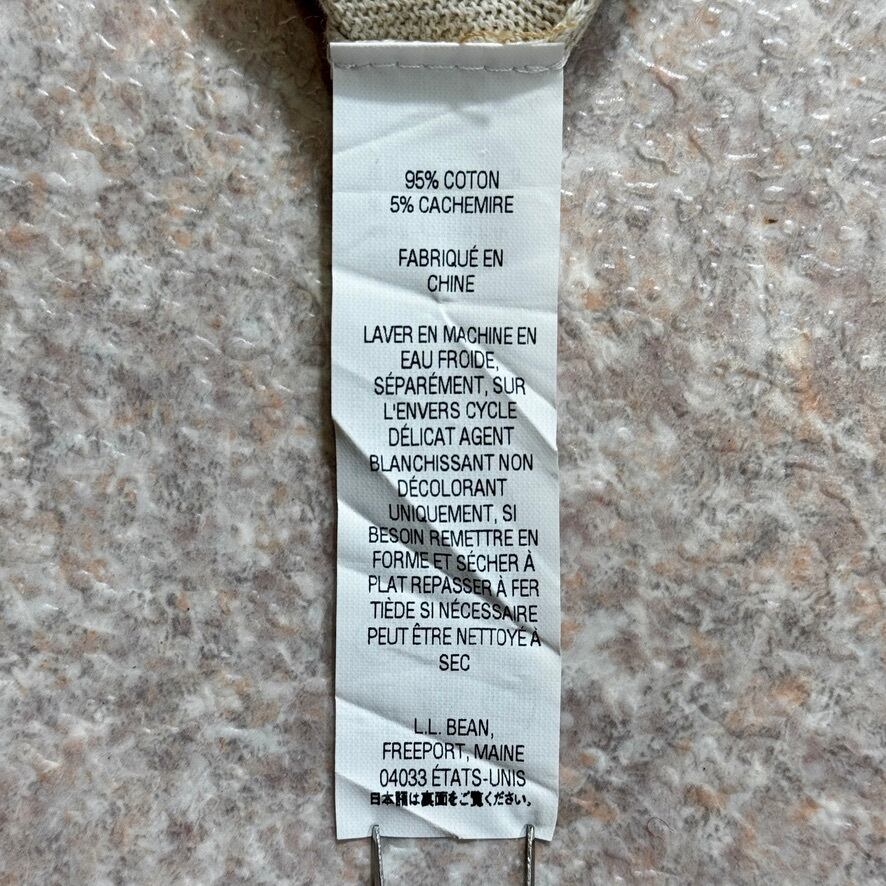 95% COTON
5% CACHEMIRE
FABRIQUÉ EN
CHINE
LAVER EN MACHINE EN
EAU FROIDE,
SÉPARÉMENT, SUR
L'ENVERS CYCLE
DÉLICAT AGENT
BLANCHISSANT NON
DÉCOLORANT
UNIQUEMENT, SI
BESOIN REMETTRE EN
FORME ET SÉCHER À
PLAT REPASSER À FER
TIÈDE SI NÉCESSAIRE
PEUT ÊTRE NETTOYÉ À
SEC
L.L. BEAN,
FREEPORT, MAINE
04033 ÉTATS-UNIS
日本語は裏面をご覧ください。